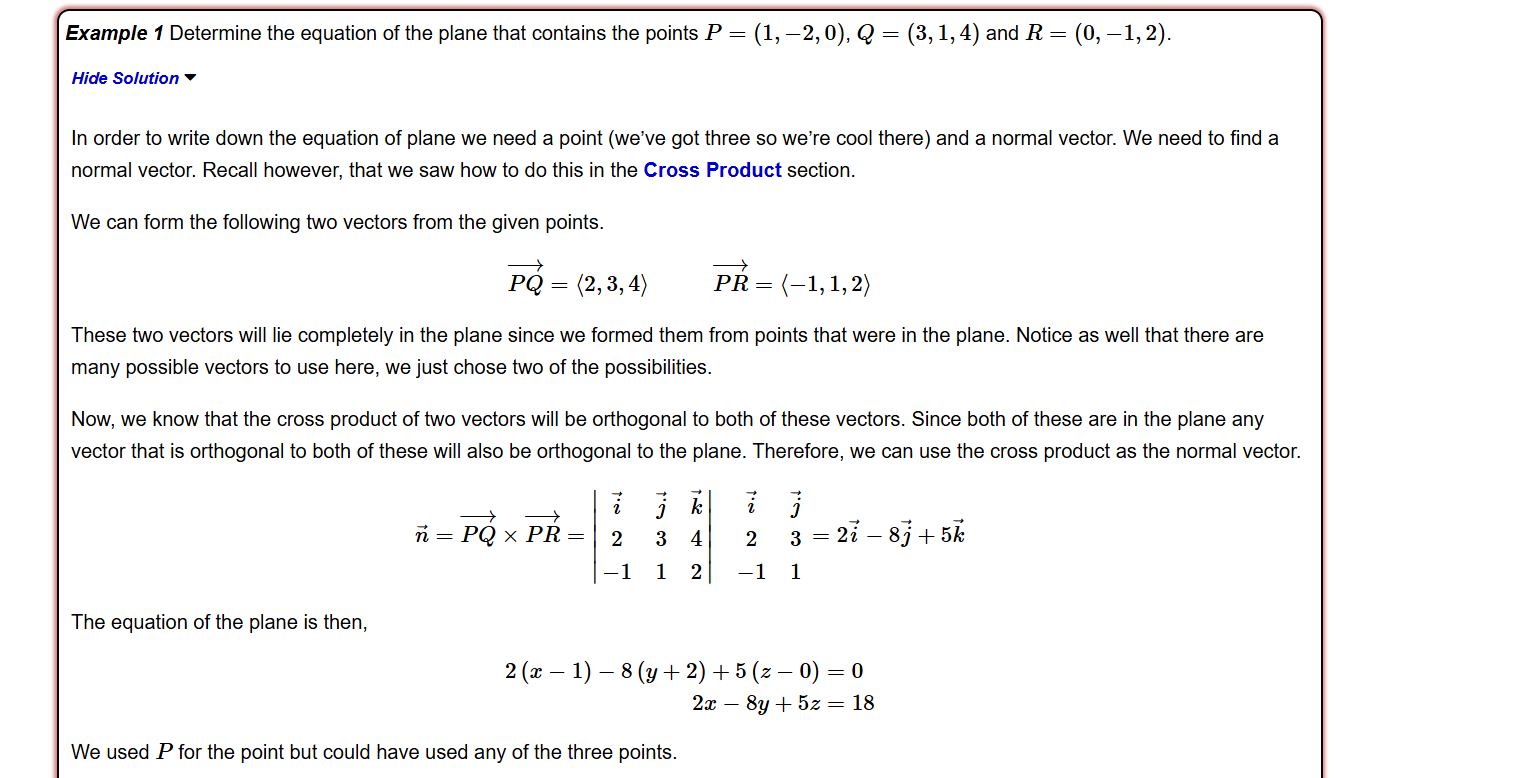 Example 1 Determine the equation of the plane that contains the points P = (1, −2, 0), Q = (3, 1, 4) and R = (0, −1, 2).
Hide Solution ▼
In order to write down the equation of plane we need a point (we’ve got three so we’re cool there) and a normal vector. We need to find a
normal vector. Recall however, that we saw how to do this in the Cross Product section.
We can form the following two vectors from the given points.
\overrightarrow{PQ} = ⟨2, 3, 4⟩ \overrightarrow{PR} = ⟨−1, 1, 2⟩
These two vectors will lie completely in the plane since we formed them from points that were in the plane. Notice as well that there are
many possible vectors to use here, we just chose two of the possibilities.
Now, we know that the cross product of two vectors will be orthogonal to both of these vectors. Since both of these are in the plane any
vector that is orthogonal to both of these will also be orthogonal to the plane. Therefore, we can use the cross product as the normal vector.
\vec{n} = \overrightarrow{PQ} × \overrightarrow{PR} = \begin{vmatrix} \vec{i} & \vec{j} & \vec{k} \\ 2 & 3 & 4 \\ −1 & 1 & 2 \end{vmatrix} \begin{matrix} \vec{i} & \vec{j} \\ 2 & 3 \\ −1 & 1 \end{matrix} = 2\vec{i} − 8\vec{j} + 5\vec{k}
The equation of the plane is then,
2 (x − 1) − 8 (y + 2) + 5 (z − 0) = 0
2x − 8y + 5z = 18
We used P for the point but could have used any of the three points.